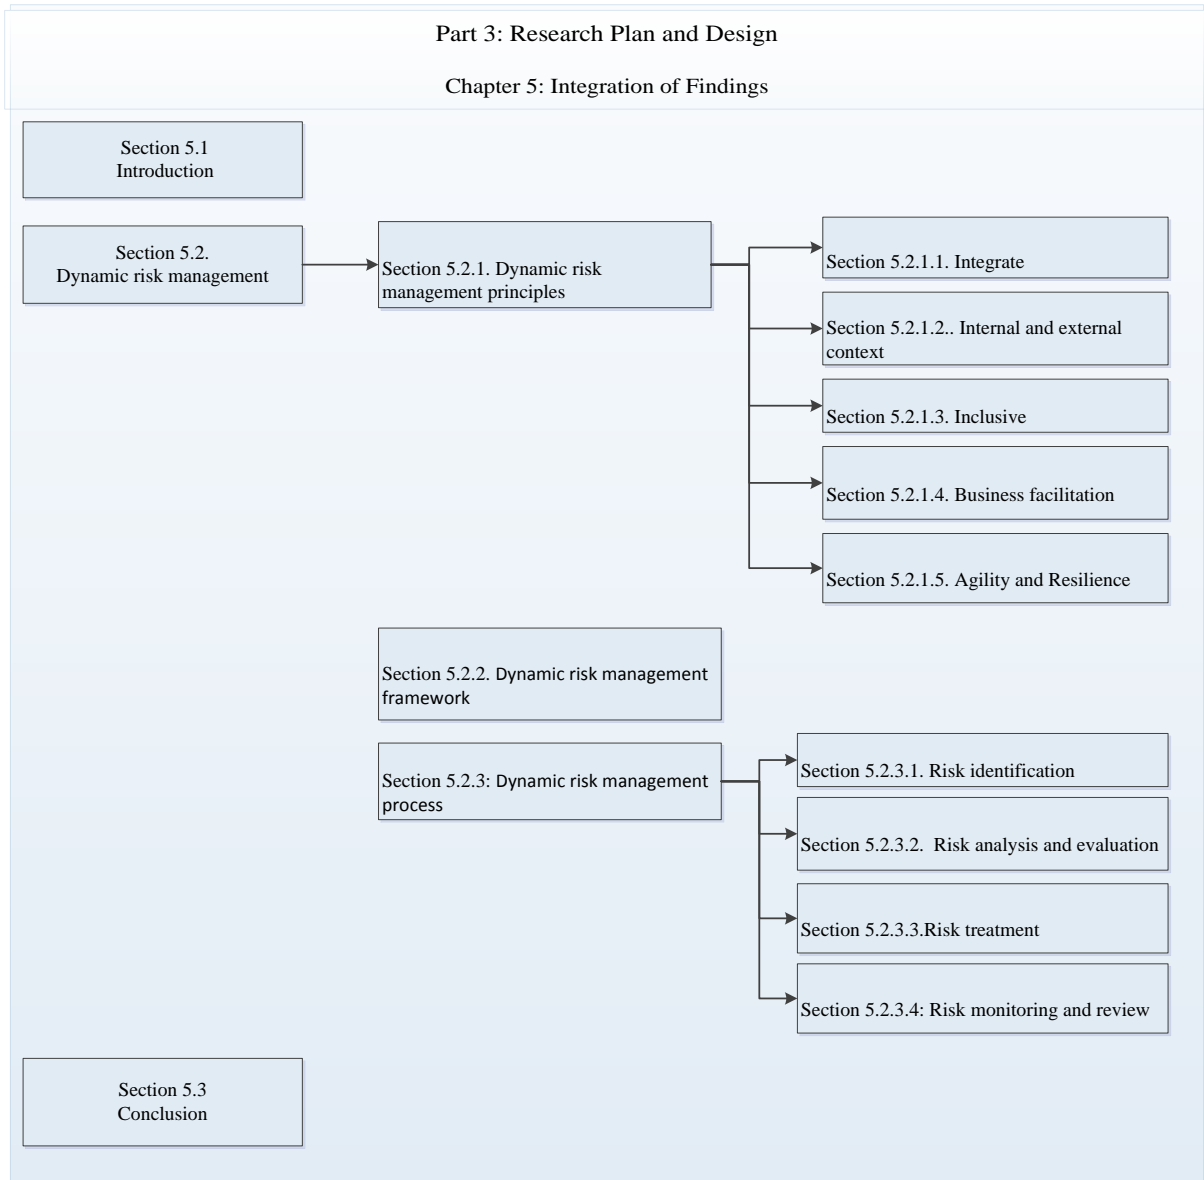 Part 3: Research Plan and Design
Chapter 5: Integration of Findings
Section 5.1
Introduction
Section 5.2.
Dynamic risk management
Section 5.2.1. Dynamic risk
management principles
Section 5.2.1.1. Integrate
Section 5.2.1.2.. Internal and external
context
Section 5.2.1.3. Inclusive
Section 5.2.1.4. Business facilitation
Section 5.2.1.5. Agility and Resilience
Section 5.2.2. Dynamic risk management
framework
Section 5.2.3: Dynamic risk management
process
Section 5.2.3.1. Risk identification
Section 5.2.3.2.  Risk analysis and evaluation
Section 5.2.3.3.Risk treatment
Section 5.2.3.4: Risk monitoring and review
Section 5.3
Conclusion